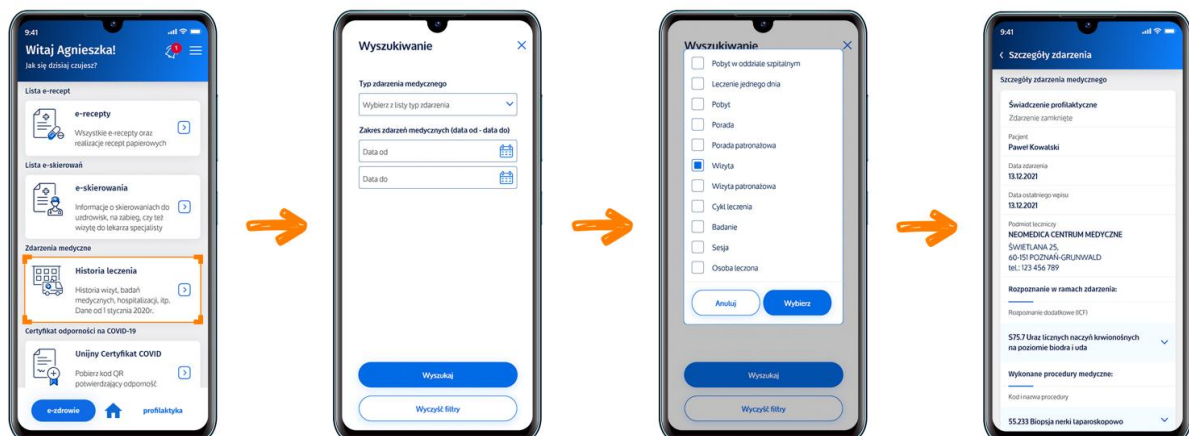 9:41
Witaj Agnieszka!
1
Jak się dzisiaj czujesz?
Lista e-recept
e-recepty
Wszystkie e-recepty oraz
realizacje recept papierowych
Lista e-skierowań
e-skierowania
Informacje o skierowaniach do
uzdrowisk, na zabieg, czy też
wizytę do lekarza specjalisty
Zdarzenia medyczne
Historia leczenia
Historia wizyt, badań
medycznych, hospitalizacji, itp.
Dane od 1 stycznia 2020r.
Certyfikat odporności na COVID-19
Unijny Certyfikat COVID
Pobierz kod QR
potwierdzający odporność
e-zdrowie
profilaktyka
Wyszukiwanie
Typ zdarzenia medycznego
Wybierz z listy typ zdarzenia
Zakres zdarzeń medycznych (data od - data do)
Data od
Data do
Wyszukaj
Wyczyść filtry
Wyszukiwanie
Pobyt w oddziale szpitalnym
Leczenie jednego dnia
Pobyt
Porada
Porada patronażowa
Wizyta
Wizyta patronażowa
Cykl leczenia
Badanie
Sesja
Osoba leczona
Anuluj
Wybierz
Wyszukaj
Wyczyść filtry
9:41
Szczegóły zdarzenia
Szczegóły zdarzenia medycznego
Świadczenie profilaktyczne
Zdarzenie zamknięte
Pacjent
Paweł Kowalski
Data zdarzenia
13.12.2021
Data ostatniego wpisu
13.12.2021
Podmiot leczniczy
NEOMEDICA CENTRUM MEDYCZNE
ŚWIETLANA 25,
60-151 POZNAŃ-GRUNWALD
tel.: 123 456 789
Rozpoznanie w ramach zdarzenia:
Rozpoznanie dodatkowe (ICF)
S75.7 Uraz licznych naczyń krwionośnych
na poziomie biodra i uda
Wykonane procedury medyczne:
Kod i nazwa procedury
55.233 Biopsja nerki laparoskopowo